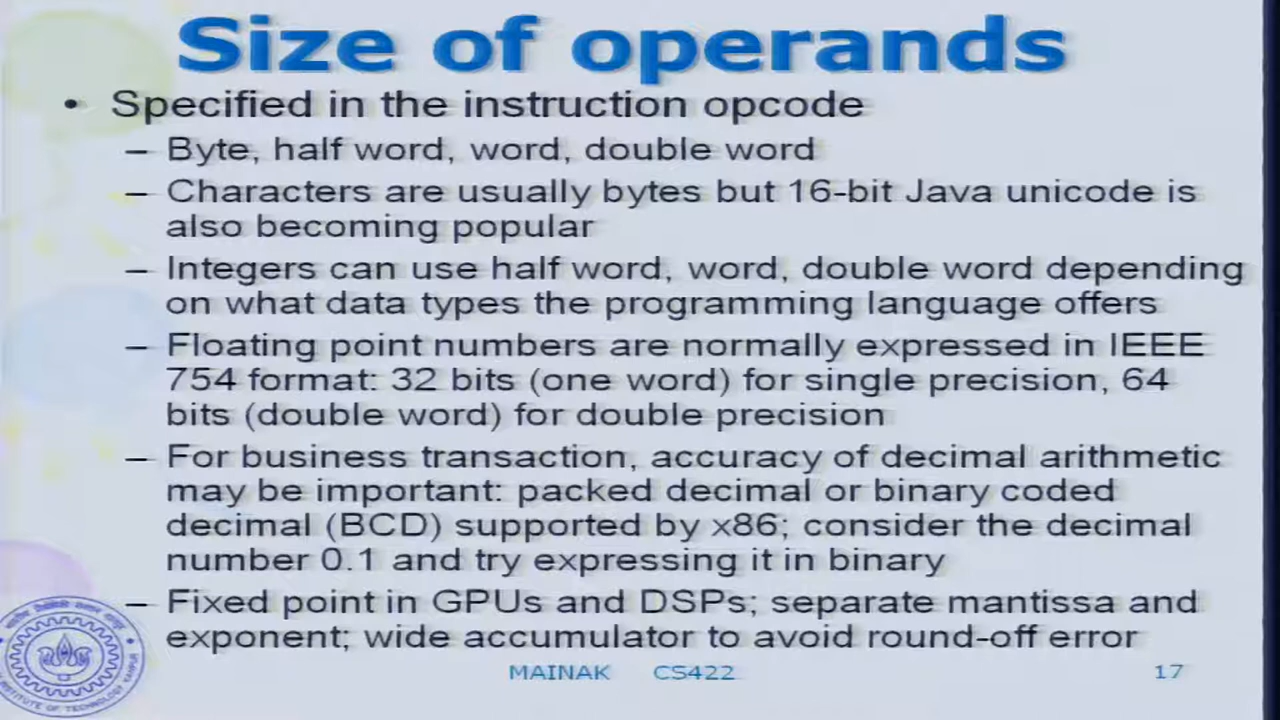 Size of operands
• Specified in the instruction opcode
– Byte, half word, word, double word
– Characters are usually bytes but 16-bit Java unicode is
also becoming popular
– Integers can use half word, word, double word depending
on what data types the programming language offers
– Floating point numbers are normally expressed in IEEE
754 format: 32 bits (one word) for single precision, 64
bits (double word) for double precision
– For business transaction, accuracy of decimal arithmetic
may be important: packed decimal or binary coded
decimal (BCD) supported by x86; consider the decimal
number 0.1 and try expressing it in binary
– Fixed point in GPUs and DSPs; separate mantissa and
exponent; wide accumulator to avoid round-off error
MAINAK CS422
17
OF TECHNOLOGY